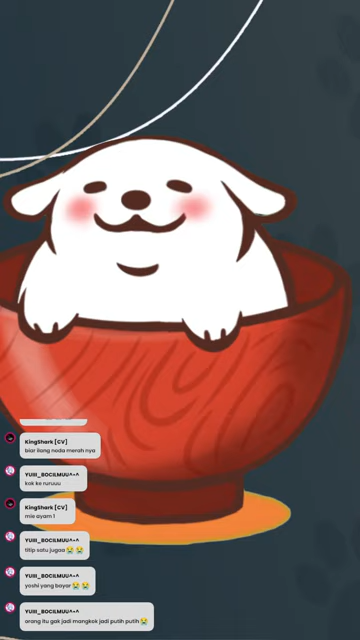 KingShark [CV]
biar ilang noda merah nya
YUIII_BOCILMUU^-^
kok ke ruruuu
KingShark [CV]
mie ayam 1
YUIII_BOCILMUU^-^
titip satu jugaa😭😭
YUIII_BOCILMUU^-^
yoshi yang bayar😭😭
YUIII_BOCILMUU^-^
orang itu gak jadi mangkok jadi putih putih😭